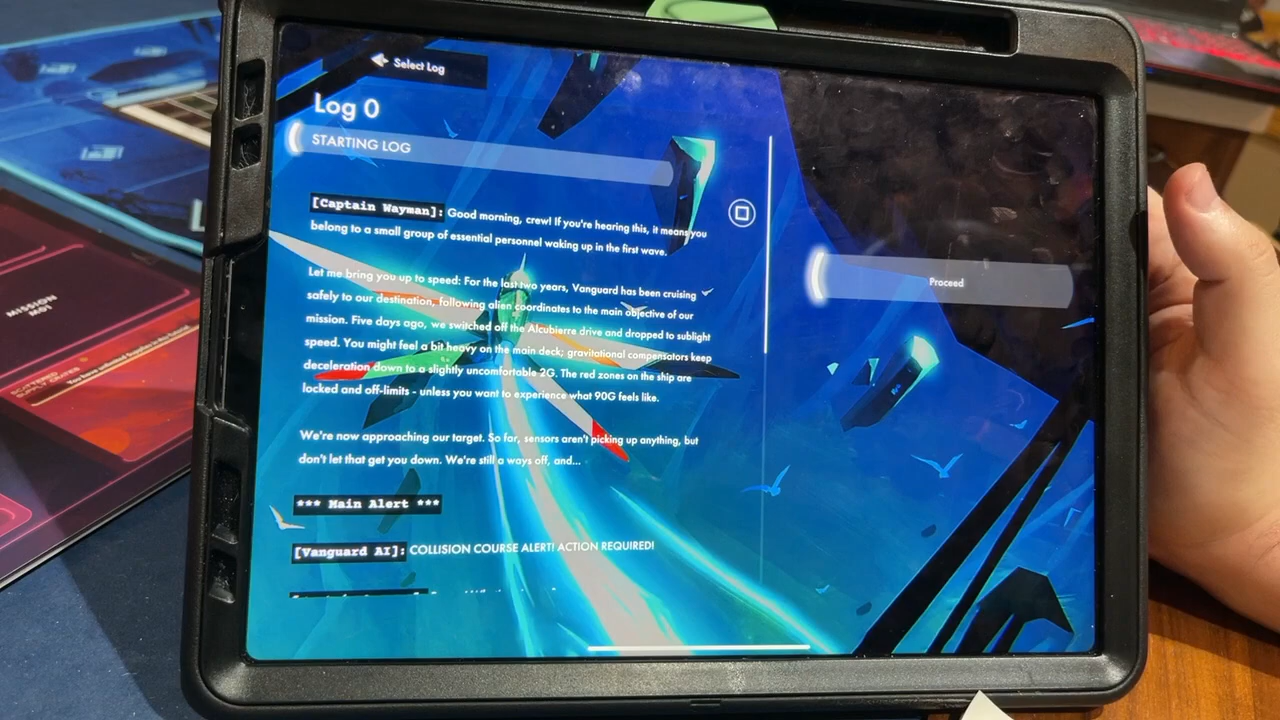 Select Log
Log 0
STARTING LOG
[Captain Wayman]: Good morning, crew! If you're hearing this, it means you
belong to a small group of essential personnel waking up in the first wave.
Let me bring you up to speed: For the last two years, Vanguard has been cruising
safely to our destination, following alien coordinates to the main objective of our
mission. Five days ago, we switched off the Alcubierre drive and dropped to sublight
speed. You might feel a bit heavy on the main deck; gravitational compensators keep
deceleration down to a slightly uncomfortable 2G. The red zones on the ship are
locked and off-limits - unless you want to experience what 90G feels like.
We're now approaching our target. So far, sensors aren't picking up anything, but
don't let that get you down. We're still a ways off, and...
*** Main Alert ***
[Vanguard AI]: COLLISION COURSE ALERT! ACTION REQUIRED!
Proceed
MISSION
M01
SCATTERED
SUPPLY CRATES